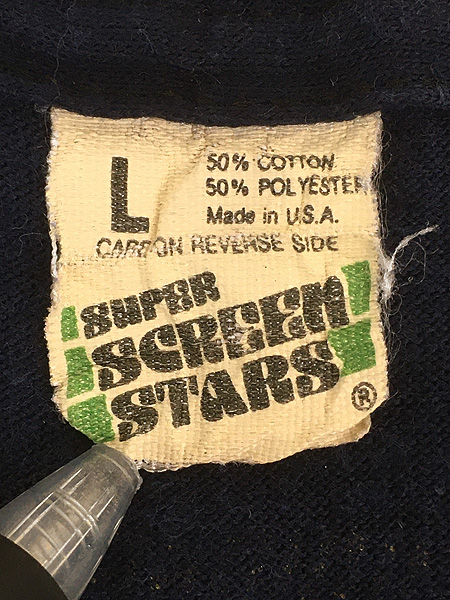 L
50% COTTON
50% POLYESTER
Made in U.S.A.
CARE ON REVERSE SIDE
SUPER
SCREEN
STARS
®